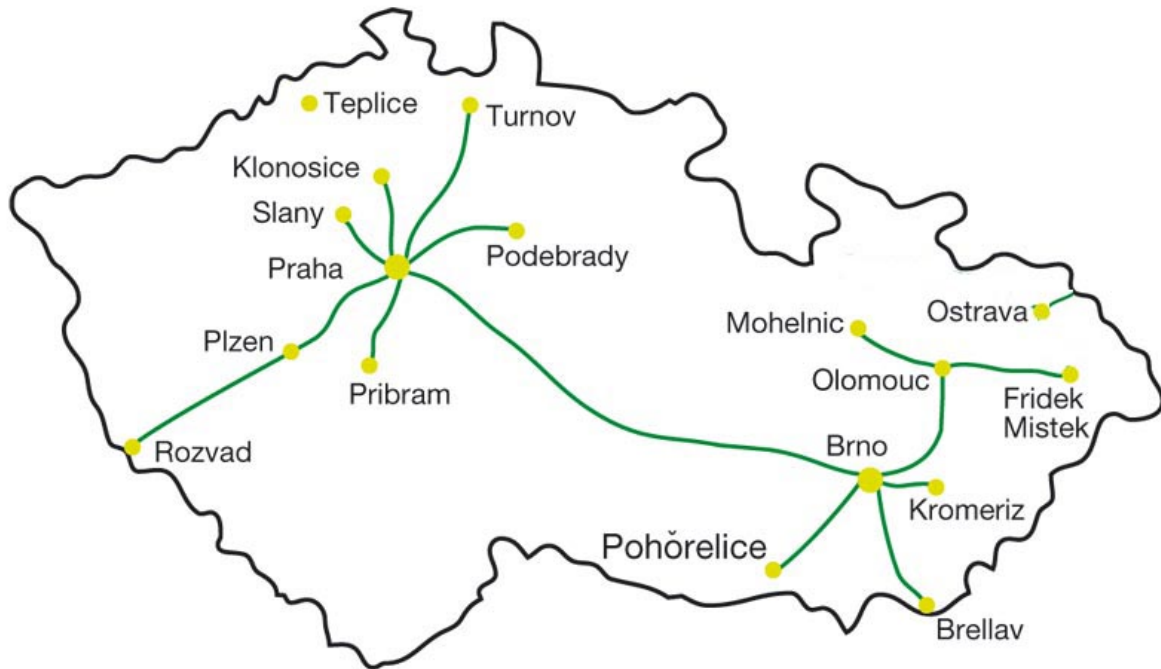 Teplice
Turnov
Klonosice
Slany
Podebrady
Praha
Ostrava
Mohelnic
Plzen
Olomouc
Pribram
Fridek
Mistek
Rozvad
Brno
Kromeriz
Pohǒrelice
Brellav